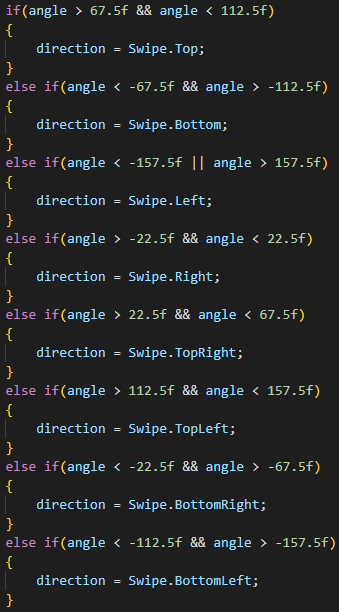 if(angle > 67.5f && angle < 112.5f)
{
    direction = Swipe.Top;
}
else if(angle < -67.5f && angle > -112.5f)
{
    direction = Swipe.Bottom;
}
else if(angle < -157.5f || angle > 157.5f)
{
    direction = Swipe.Left;
}
else if(angle > -22.5f && angle < 22.5f)
{
    direction = Swipe.Right;
}
else if(angle > 22.5f && angle < 67.5f)
{
    direction = Swipe.TopRight;
}
else if(angle > 112.5f && angle < 157.5f)
{
    direction = Swipe.TopLeft;
}
else if(angle < -22.5f && angle > -67.5f)
{
    direction = Swipe.BottomRight;
}
else if(angle < -112.5f && angle > -157.5f)
{
    direction = Swipe.BottomLeft;
}